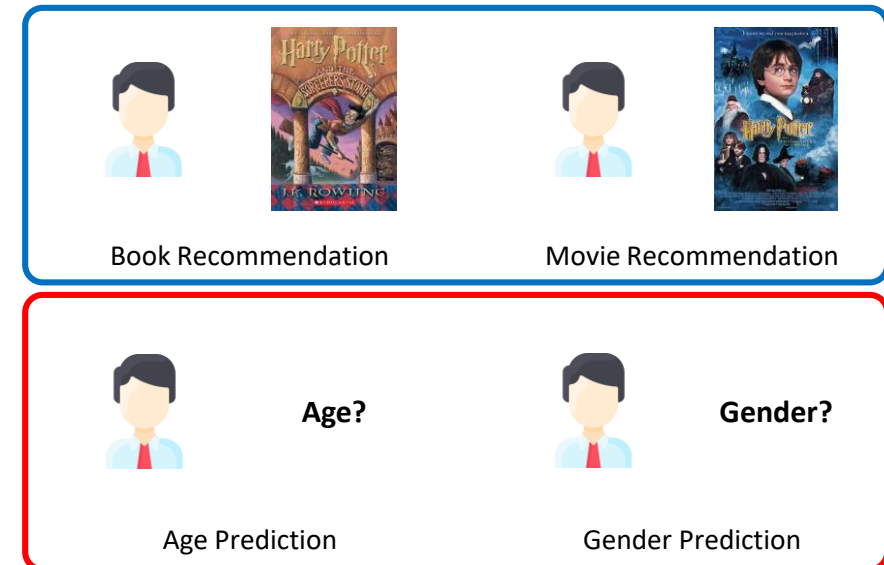 Harry Potter
AND THE
SORCERER'S STONE
J.K. ROWLING
SCHOLASTIC
Harry Potter
Book Recommendation
Movie Recommendation
Age?
Gender?
Age Prediction
Gender Prediction